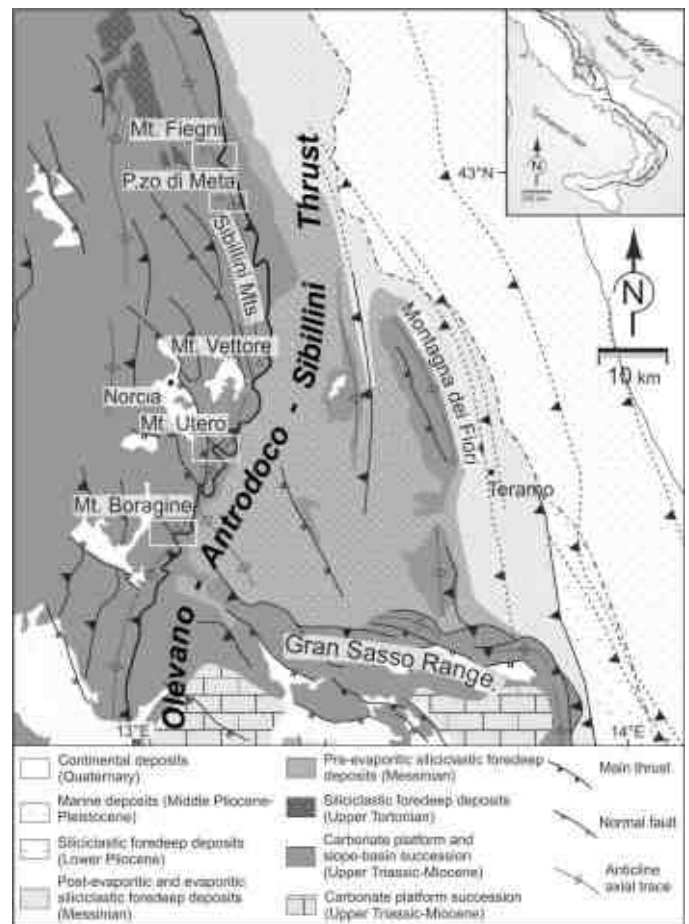 Mt. Fiegni
P.zo di Meta
Sibillini Mts
Mt. Vettore
Norcia
Mt. Utero
Mt. Boragine
Olevano - Antrodoco - Sibillini Thrust
Montagna dei Fiori
Teramo
Gran Sasso Range
43°N
N
10 km
N
13°E
14°E
Continental deposits
(Quaternary)
Marine deposits (Middle Pliocene-
Pleistocene)
Siliciclastic foredeep deposits
(Lower Pliocene)
Post-evaporitic and evaporitic
siliciclastic foredeep deposits
(Messinian)
Pre-evaporitic siliciclastic foredeep
deposits (Messinian)
Siliciclastic foredeep deposits
(Upper Tortonian)
Carbonate platform and
slope-basin succession
(Upper Triassic-Miocene)
Carbonate platform succession
(Upper Triassic-Miocene)
Main thrust
Normal fault
Anticline
axial trace